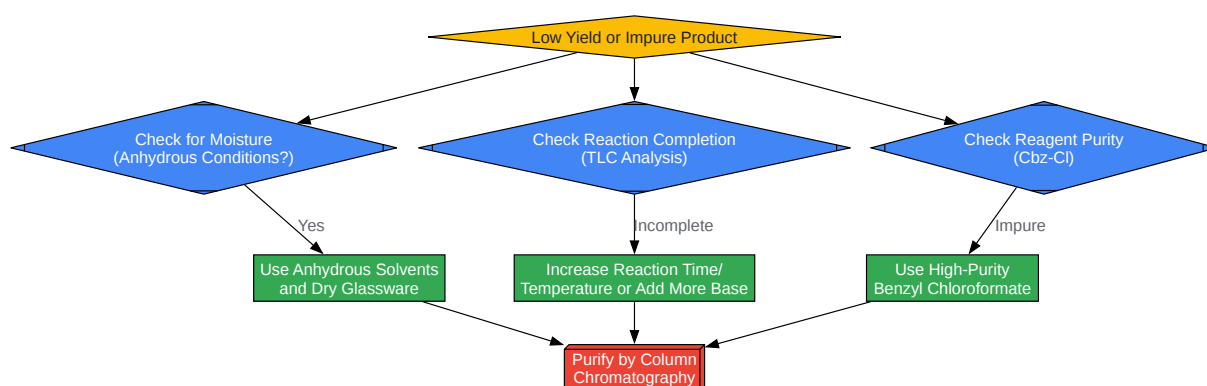 Low Yield or Impure Product
Check for Moisture
(Anhydrous Conditions?)
Check Reaction Completion
(TLC Analysis)
Check Reagent Purity
(Cbz-Cl)
Yes
Incomplete
Impure
Use Anhydrous Solvents
and Dry Glassware
Increase Reaction Time/
Temperature or Add More Base
Use High-Purity
Benzyl Chloroformate
Purify by Column
Chromatography